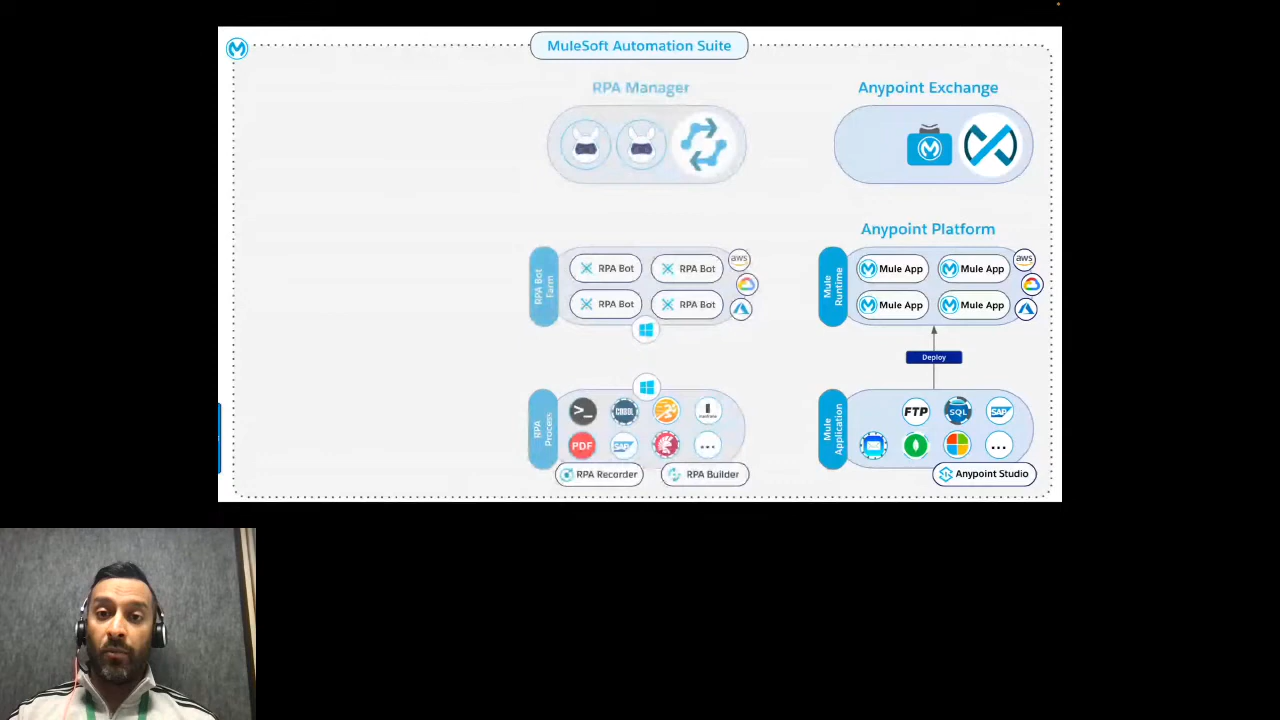 MuleSoft Automation Suite
RPA Manager
Anypoint Exchange
Anypoint Platform
RPA Bot
Farm
RPA Bot
RPA Bot
RPA Bot
RPA Bot
aws
Mule
Runtime
Mule App
Mule App
Mule App
Mule App
aws
Deploy
RPA
Process
>_
COBOL
PDF
SAP
...
RPA Recorder
RPA Builder
Mule
Application
FTP
SQL
SAP
...
Anypoint Studio